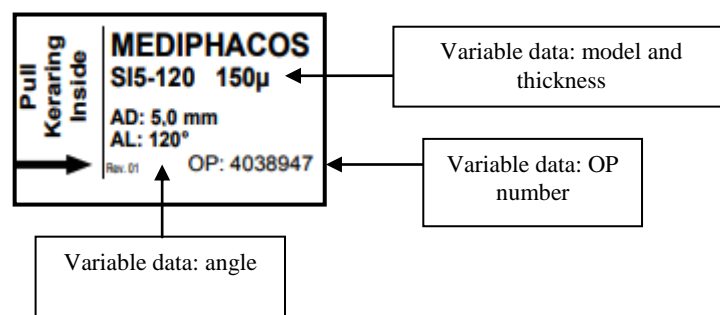 Pull
Keraring
Inside
MEDIPHACOS
SI5-120 150µ
AD: 5,0 mm
AL: 120°
Rev. 01 OP: 4038947
Variable data: model and
thickness
Variable data: OP
number
Variable data: angle